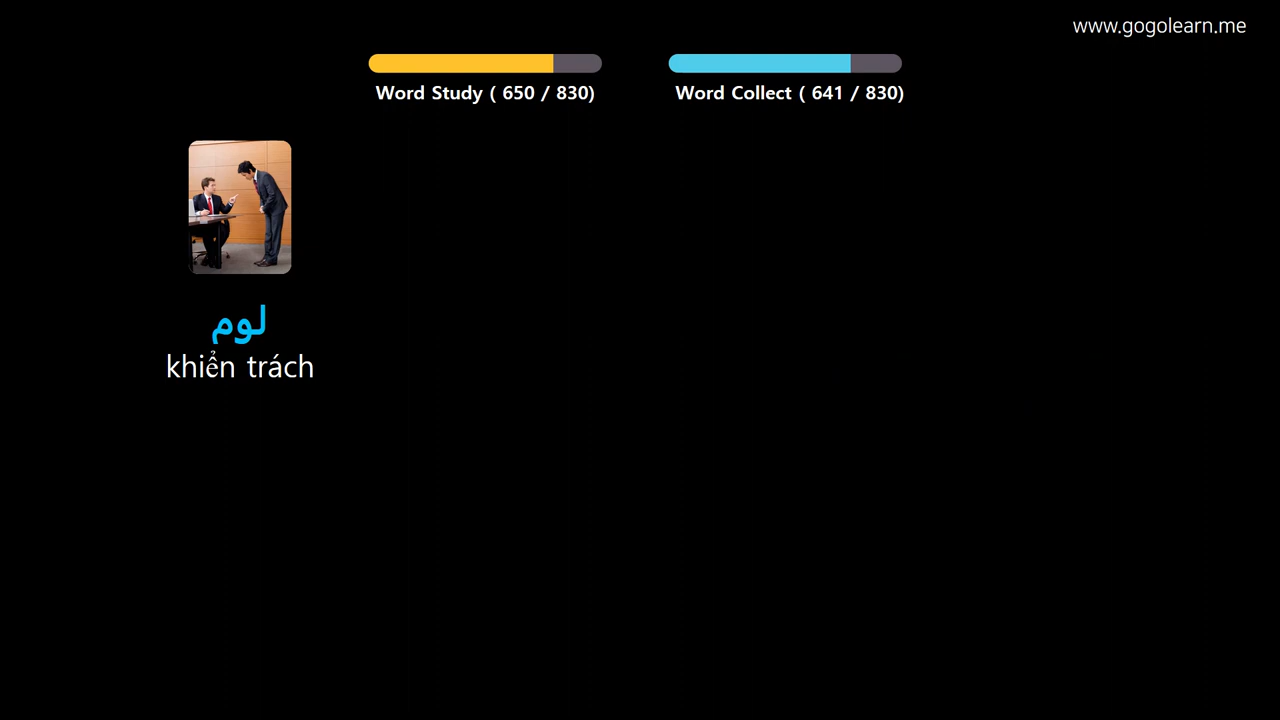 www.gogolearn.me
Word Study ( 650 / 830)
Word Collect ( 641 / 830)
لوم
khiển trách